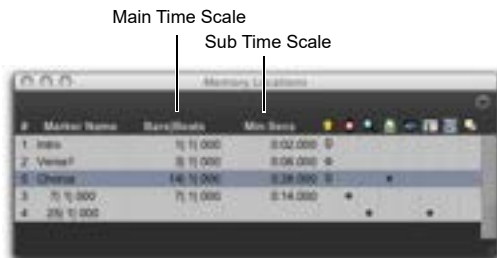 Main Time Scale
Sub Time Scale
Memory Locations
# Marker Name Bars|Beats Min:Secs
1 Intro 1| 1| 000 0:02.000
2 Verse1 3| 1| 000 0:06.000
5 Chorus 14| 1| 000 0:28.000
3 7| 1| 000 7| 1| 000 0:14.000
4 25| 1| 000